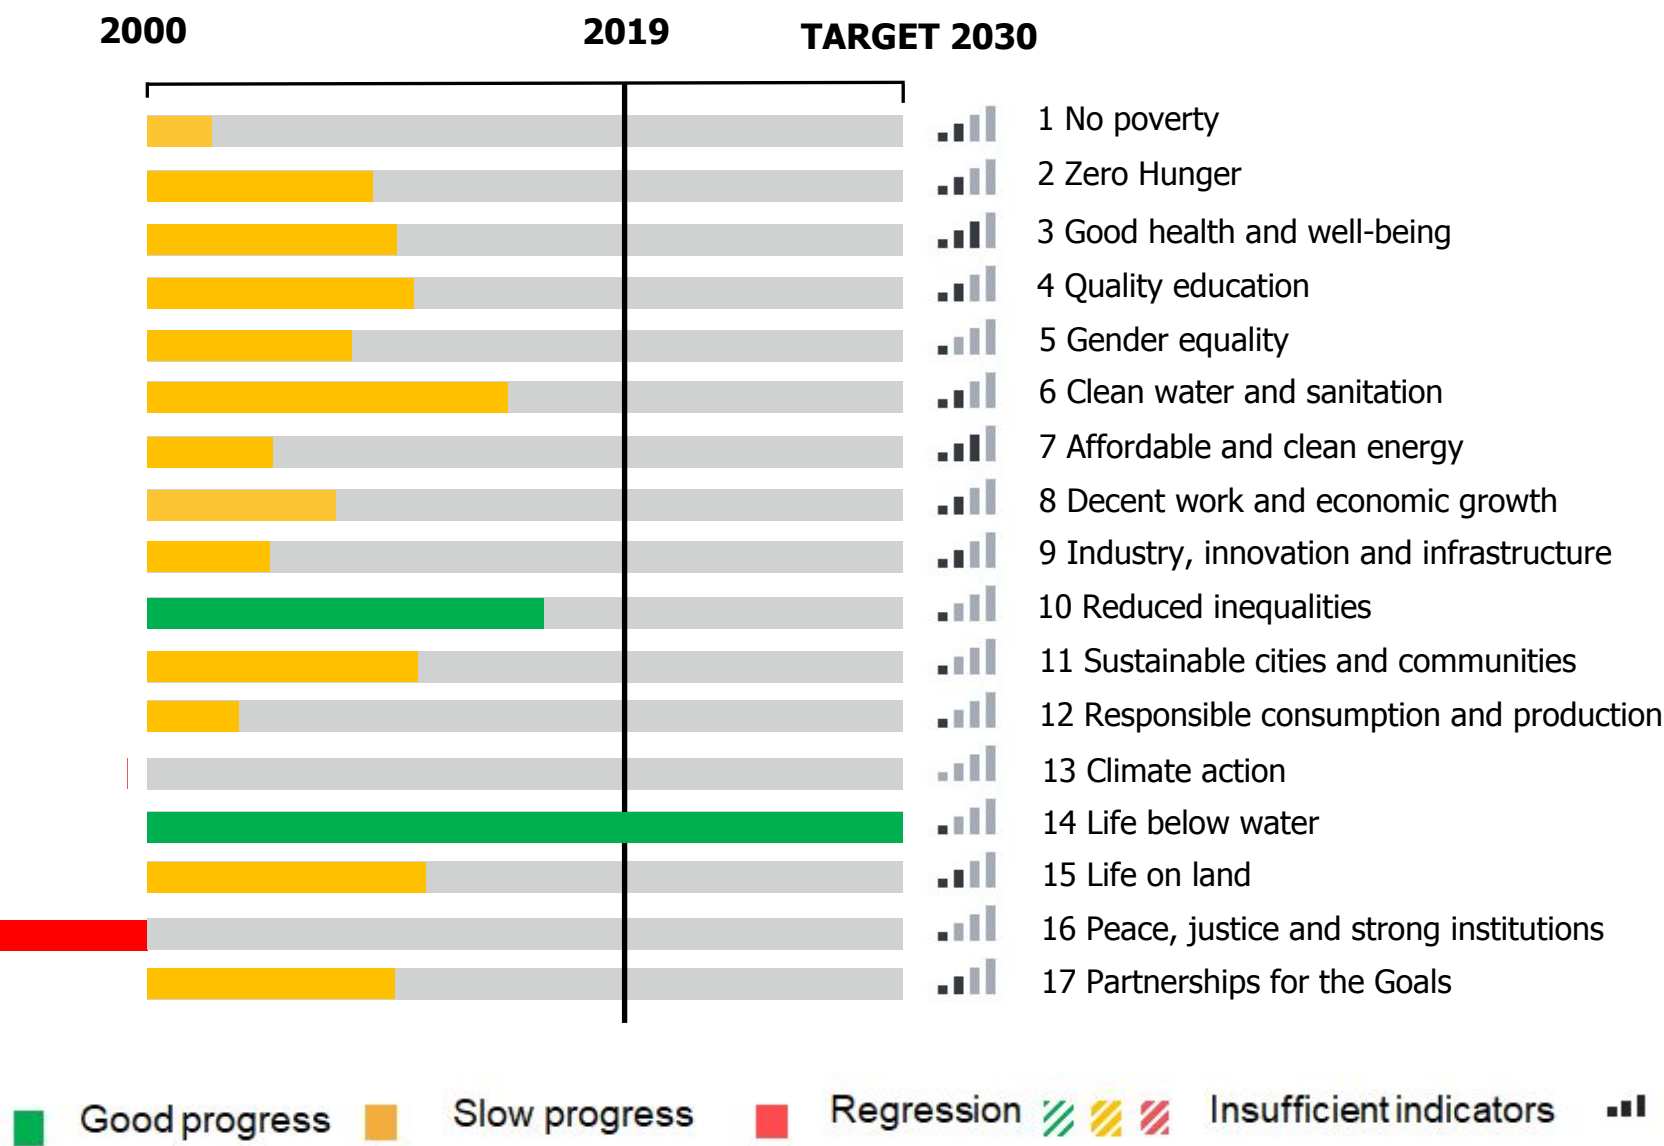 2000 2019 TARGET 2030
1 No poverty
2 Zero Hunger
3 Good health and well-being
4 Quality education
5 Gender equality
6 Clean water and sanitation
7 Affordable and clean energy
8 Decent work and economic growth
9 Industry, innovation and infrastructure
10 Reduced inequalities
11 Sustainable cities and communities
12 Responsible consumption and production
13 Climate action
14 Life below water
15 Life on land
16 Peace, justice and strong institutions
17 Partnerships for the Goals
Good progress Slow progress Regression Insufficient indicators